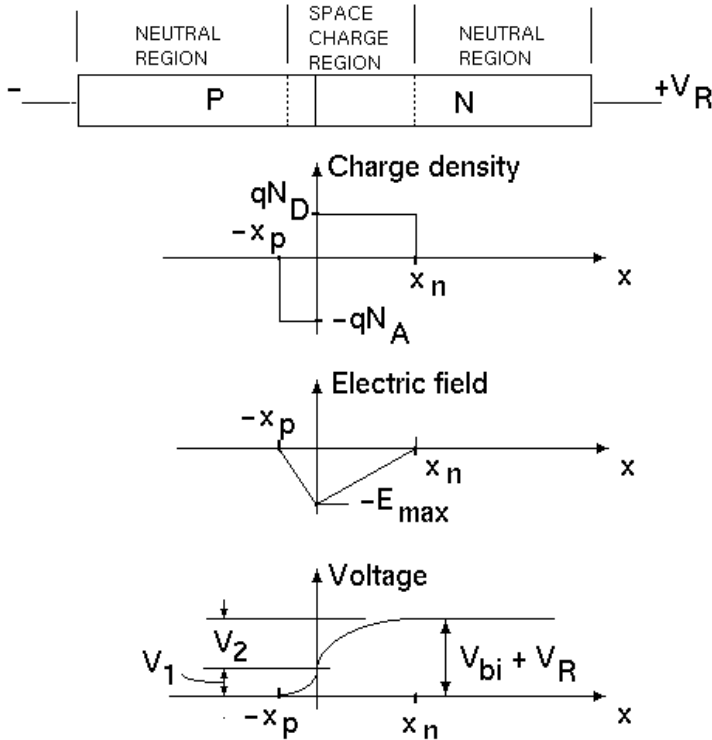 NEUTRAL REGION
SPACE CHARGE REGION
NEUTRAL REGION
− P N +V_R
Charge density
qN_D
−x_p
x_n x
−qN_A
Electric field
−x_p
x_n x
−E_max
Voltage
V_2
V_1
V_bi + V_R
−x_p x_n x